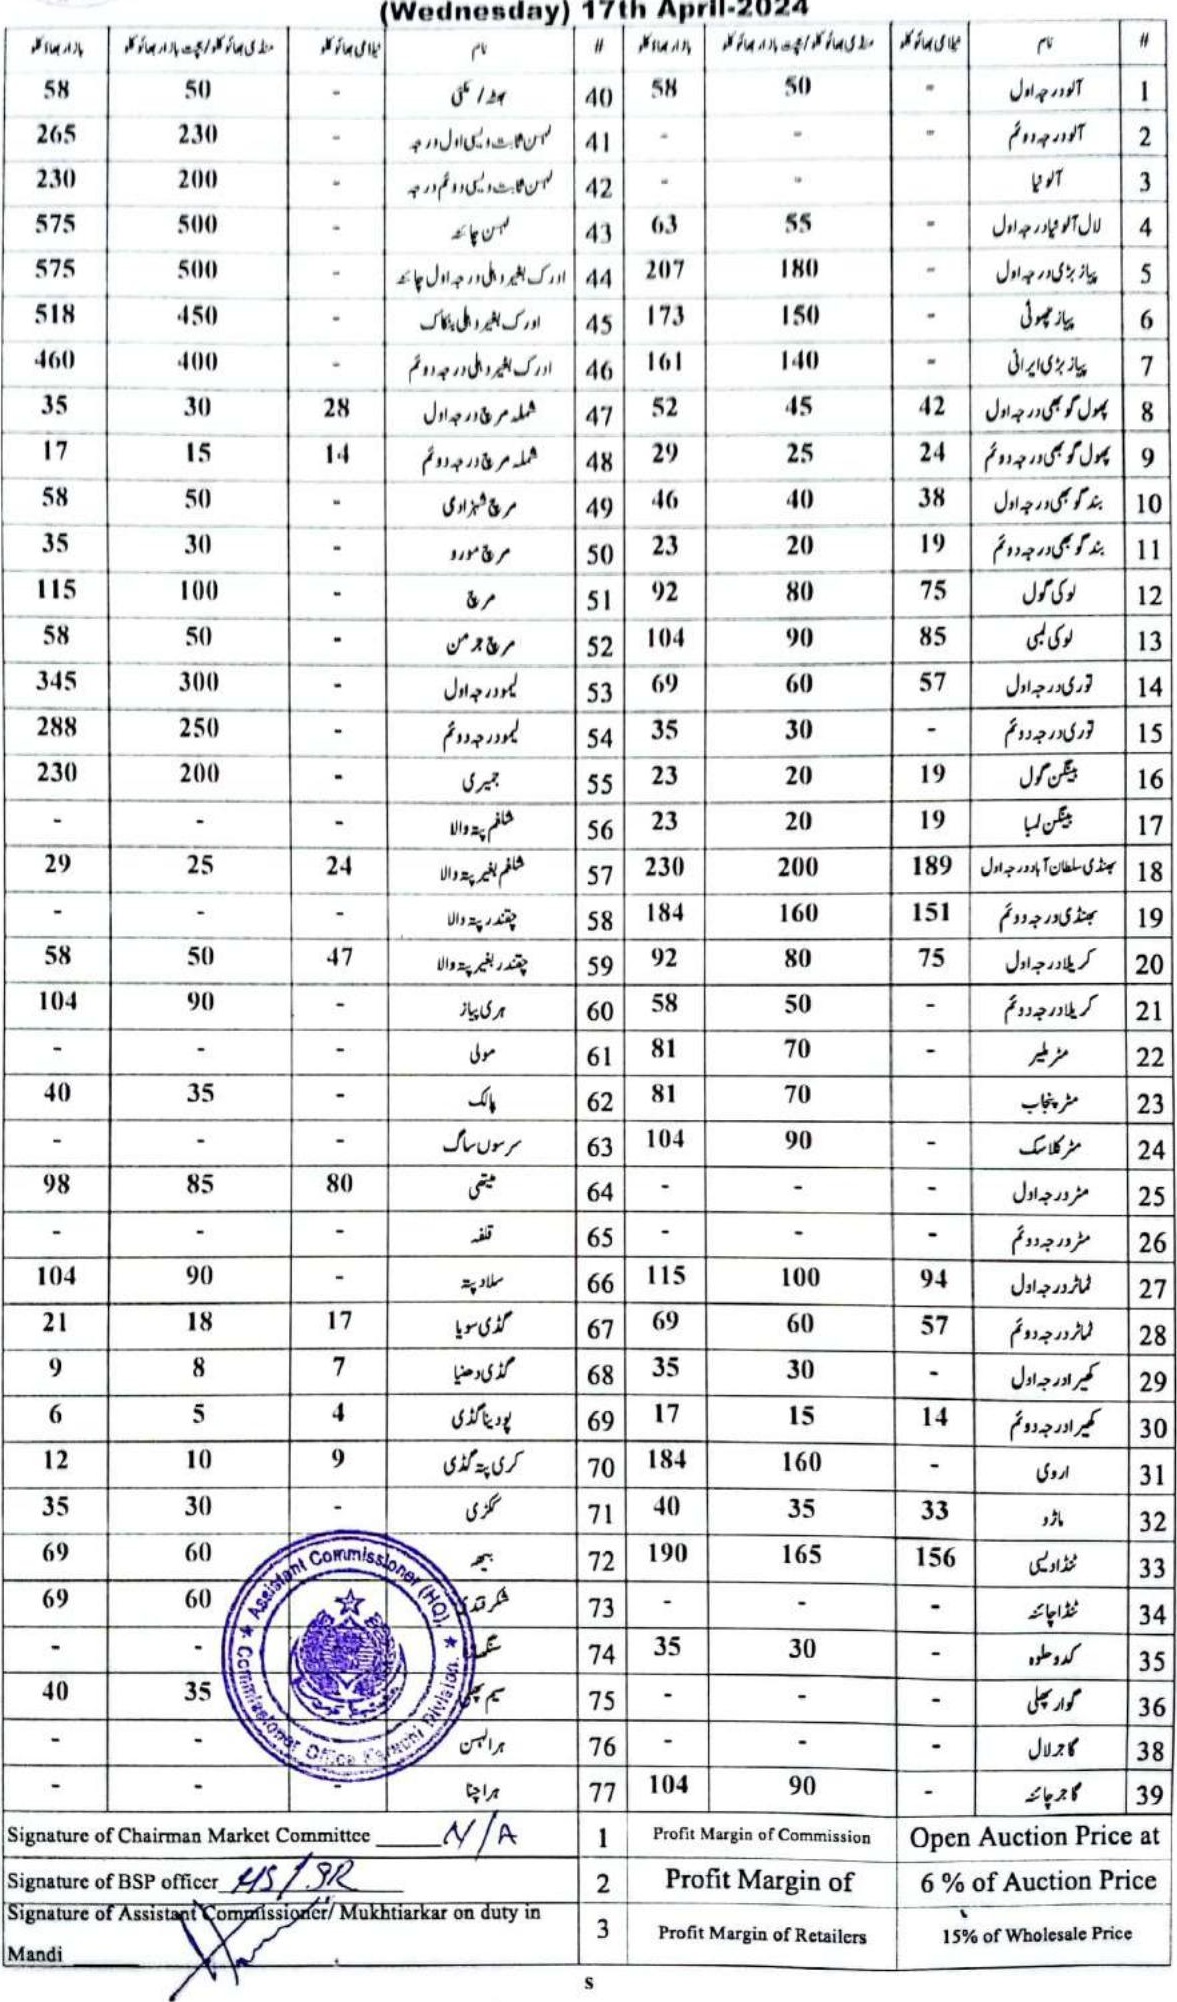 (Wednesday) 17th April-2024
# نام نیلامی بھائو کلو منڈی بھائو کلو/بچت بازار بھائو کلو بازار بھاؤ کلو # نام نیلامی بھائو کلو منڈی بھائو کلو/بچت بازار بھائو کلو بازار بھاؤ کلو
1 آلو درجہ اول - 50 58 40 بھٹہ / مکئی - 50 58
2 آلو درجہ دوئم - - - 41 لہسن ثابت دیسی اول درجہ - 230 265
3 آلو نیا - - 42 لہسن ثابت دیسی دوئم درجہ - 200 230
4 لال آلو نیا درجہ اول - 55 63 43 لہسن چائنہ - 500 575
5 پیاز بڑی درجہ اول - 180 207 44 ادرک بغیر دھلی درجہ اول چائنہ - 500 575
6 پیاز چھوٹی - 150 173 45 ادرک بغیر دھلی بنکاک - 450 518
7 پیاز بڑی ایرانی - 140 161 46 ادرک بغیر دھلی درجہ دوئم - 400 460
8 پھول گوبھی درجہ اول 42 45 52 47 شملہ مرچ درجہ اول 28 30 35
9 پھول گوبھی درجہ دوئم 24 25 29 48 شملہ مرچ درجہ دوئم 14 15 17
10 بند گوبھی درجہ اول 38 40 46 49 مرچ شہزادی - 50 58
11 بند گوبھی درجہ دوئم 19 20 23 50 مرچ مورو - 30 35
12 لوکی گول 75 80 92 51 مرچ - 100 115
13 لوکی لمبی 85 90 104 52 مرچ جرمن - 50 58
14 توری درجہ اول 57 60 69 53 لیمو درجہ اول - 300 345
15 توری درجہ دوئم - 30 35 54 لیمو درجہ دوئم - 250 288
16 بینگن گول 19 20 23 55 جمیری - 200 230
17 بینگن لمبا 19 20 23 56 شلغم پتہ والا - - -
18 بھنڈی سلطان آباد درجہ اول 189 200 230 57 شلغم بغیر پتہ والا 24 25 29
19 بھنڈی درجہ دوئم 151 160 184 58 چقندر پتہ والا - - -
20 کریلا درجہ اول 75 80 92 59 چقندر بغیر پتہ والا 47 50 58
21 کریلا درجہ دوئم - 50 58 60 ہری پیاز - 90 104
22 مٹر ملیر - 70 81 61 مولی - - -
23 مٹر پنجاب 70 81 62 پالک - 35 40
24 مٹر کلاسک - 90 104 63 سرسوں ساگ - - -
25 مٹر درجہ اول - - - 64 میتھی 80 85 98
26 مٹر درجہ دوئم - - - 65 قلفہ - - -
27 ٹماٹر درجہ اول 94 100 115 66 سلاد پتہ - 90 104
28 ٹماٹر درجہ دوئم 57 60 69 67 گڈی سویا 17 18 21
29 کھیرا درجہ اول - 30 35 68 گڈی دھنیا 7 8 9
30 کھیرا درجہ دوئم 14 15 17 69 پودینا گڈی 4 5 6
31 اروی - 160 184 70 کری پتہ گڈی 9 10 12
32 ماڑو 33 35 40 71 ککڑی - 30 35
33 ٹنڈا دیسی 156 165 190 72 بیھہ 60 69
34 ٹنڈا چائنہ - - - 73 شکر قندی 60 69
35 کدو حلوہ - 30 35 74 - -
36 گوار پھلی - - - 75 سیم پھلی 35 40
38 گاجر لال - - - 76 ہرا لہسن - -
39 گاجر چائنہ - 90 104 77 ہرا چنا - - -
Assistant Commissioner (HQ),
Commissioner Office Karachi Division.
Signature of Chairman Market Committee N/A 1 Profit Margin of Commission Open Auction Price at
Signature of BSP officer 2 Profit Margin of 6 % of Auction Price
Signature of Assistant Commissioner/ Mukhtiarkar on duty in
Mandi 3 Profit Margin of Retailers 15% of Wholesale Price
s